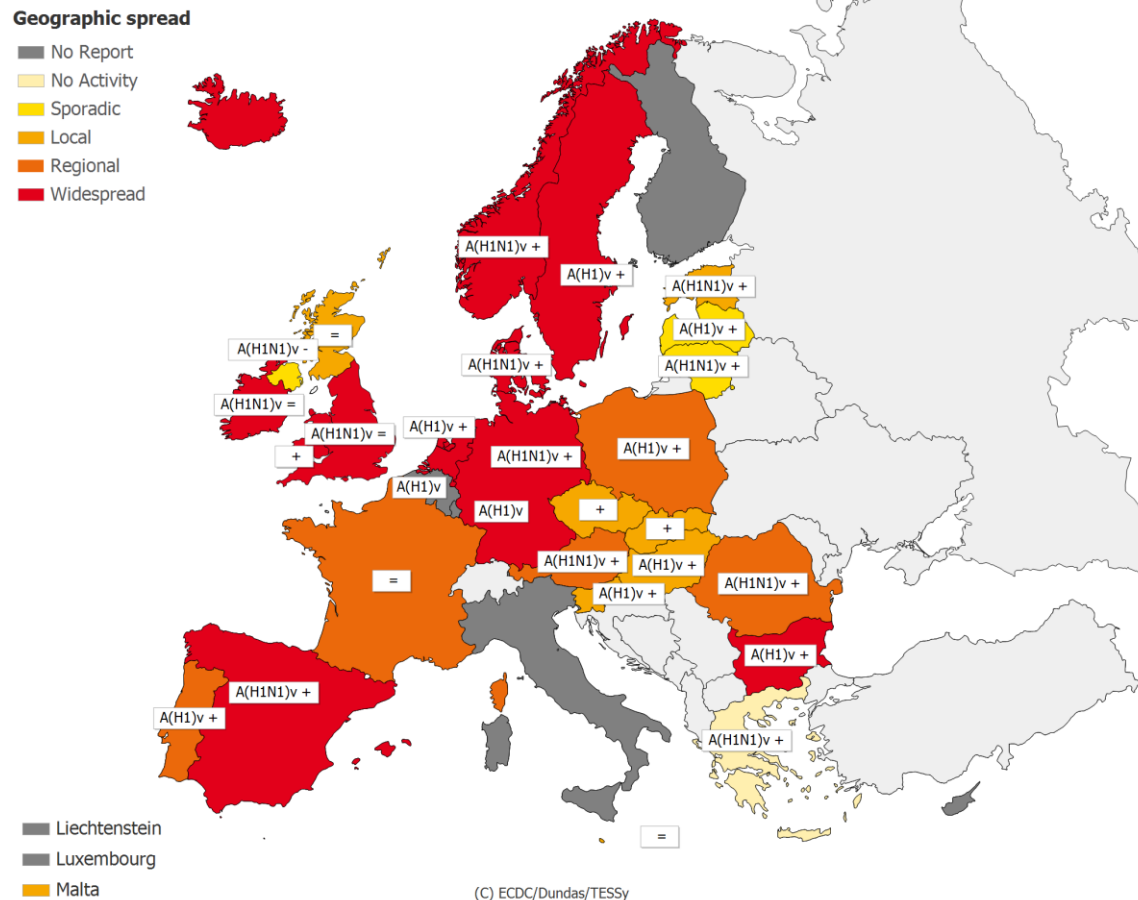 Geographic spread
No Report
No Activity
Sporadic
Local
Regional
Widespread
A(H1N1)v +
A(H1)v +
A(H1N1)v +
=
A(H1)v +
A(H1N1)v -
A(H1N1)v +
A(H1N1)v +
A(H1N1)v =
A(H1)v +
A(H1N1)v =
A(H1)v +
+
A(H1N1)v +
A(H1)v
A(H1)v
+
+
A(H1N1)v +
A(H1)v +
=
A(H1N1)v +
A(H1)v +
A(H1)v +
A(H1N1)v +
A(H1)v +
A(H1N1)v +
Liechtenstein
=
Luxembourg
Malta
(C) ECDC/Dundas/TESSy